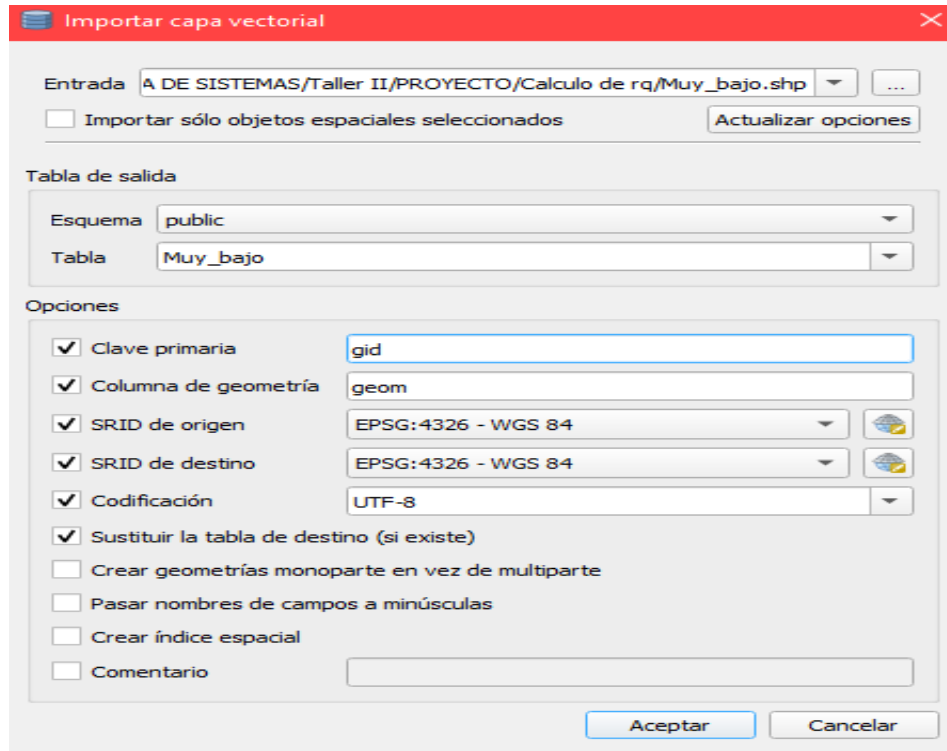 Importar capa vectorial
Entrada A DE SISTEMAS/Taller II/PROYECTO/Calculo de rq/Muy_bajo.shp ...
Importar sólo objetos espaciales seleccionados Actualizar opciones
Tabla de salida
Esquema public
Tabla Muy_bajo
Opciones
Clave primaria gid
Columna de geometría geom
SRID de origen EPSG:4326 - WGS 84
SRID de destino EPSG:4326 - WGS 84
Codificación UTF-8
Sustituir la tabla de destino (si existe)
Crear geometrías monoparte en vez de multiparte
Pasar nombres de campos a minúsculas
Crear índice espacial
Comentario
Aceptar Cancelar